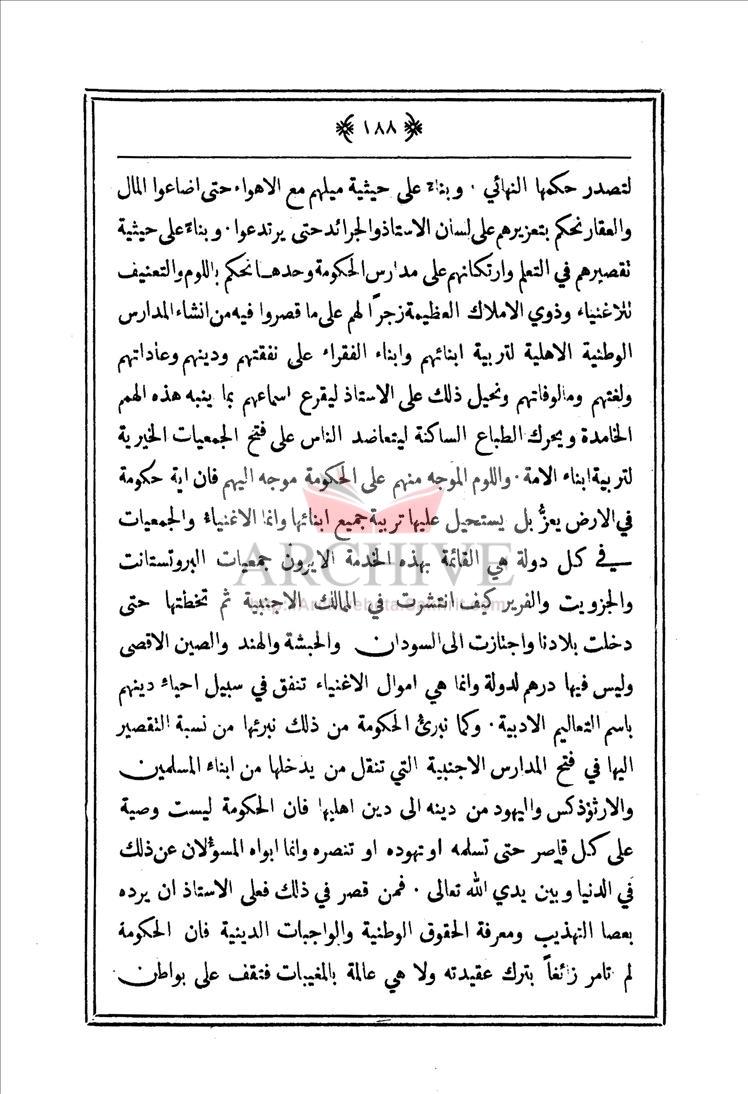 ١٨٨
لتصدر حكمها النهائي ٠ وبناءً على حيثية ميلهم مع الاهواء حتى اضاعوا المال
والعقار نحكم بتعزيرهم على لسان الاستاذ والجرائد حتى يرتدعوا ٠ وبناءً على حيثية
تقصيرهم في التعلم وارتكانهم على مدارس الحكومة وحدها نحكم باللوم والتعنيف
للاغنياء وذوي الاملاك العظيمة زجراً لهم على ما قصروا فيه من انشاء المدارس
الوطنية الاهلية لتربية ابنائهم وابناء الفقراء على نفقتهم ودينهم وعاداتهم
ولغتهم ومالوفاتهم ونحيل ذلك على الاستاذ ليقرع اسماعهم بما ينبه هذه الهمم
الخامدة ويحرك الطباع الساكنة ليتعاضد الناس على فتح الجمعيات الخيرية
لتربية ابناء الامة ٠ واللوم الموجه منهم على الحكومة موجه اليهم فان اية حكومة
في الارض يعزُّ بل يستحيل عليها تربية جميع ابنائها وانما الاغنياء والجمعيات
ARCHIVE
في كل دولة هي القائمة بهذه الخدمة الا يرون جمعيات البروتستانت
والجزويت والفرير كيف انتشرت في المالك الاجنبية ثم تخطتها حتى
دخلت بلادنا واجتازت الى السودان والحبشة والهند والصين الاقصى
وليس فيها درهم لدولة وانما هي اموال الاغنياء تنفق في سبيل احياء دينهم
باسم التعاليم الادبية ٠ وكما نبرئ الحكومة من ذلك نبرئها من نسبة التقصير
اليها في فتح المدارس الاجنبية التي تنقل من يدخلها من ابناء المسلمين
والارثوذكس واليهود من دينه الى دين اهليها فان الحكومة ليست وصية
على كل قاصر حتى تسلمه او تهوده او تنصره وانما ابواه المسؤلان عن ذلك
في الدنيا وبين يدي الله تعالى ٠ فمن قصر في ذلك فعلى الاستاذ ان يرده
بعصا التهذيب ومعرفة الحقوق الوطنية والواجبات الدينية فان الحكومة
لم تامر زائغاً بترك عقيدته ولا هي عالمة بالمغيبات فتقف على بواطن